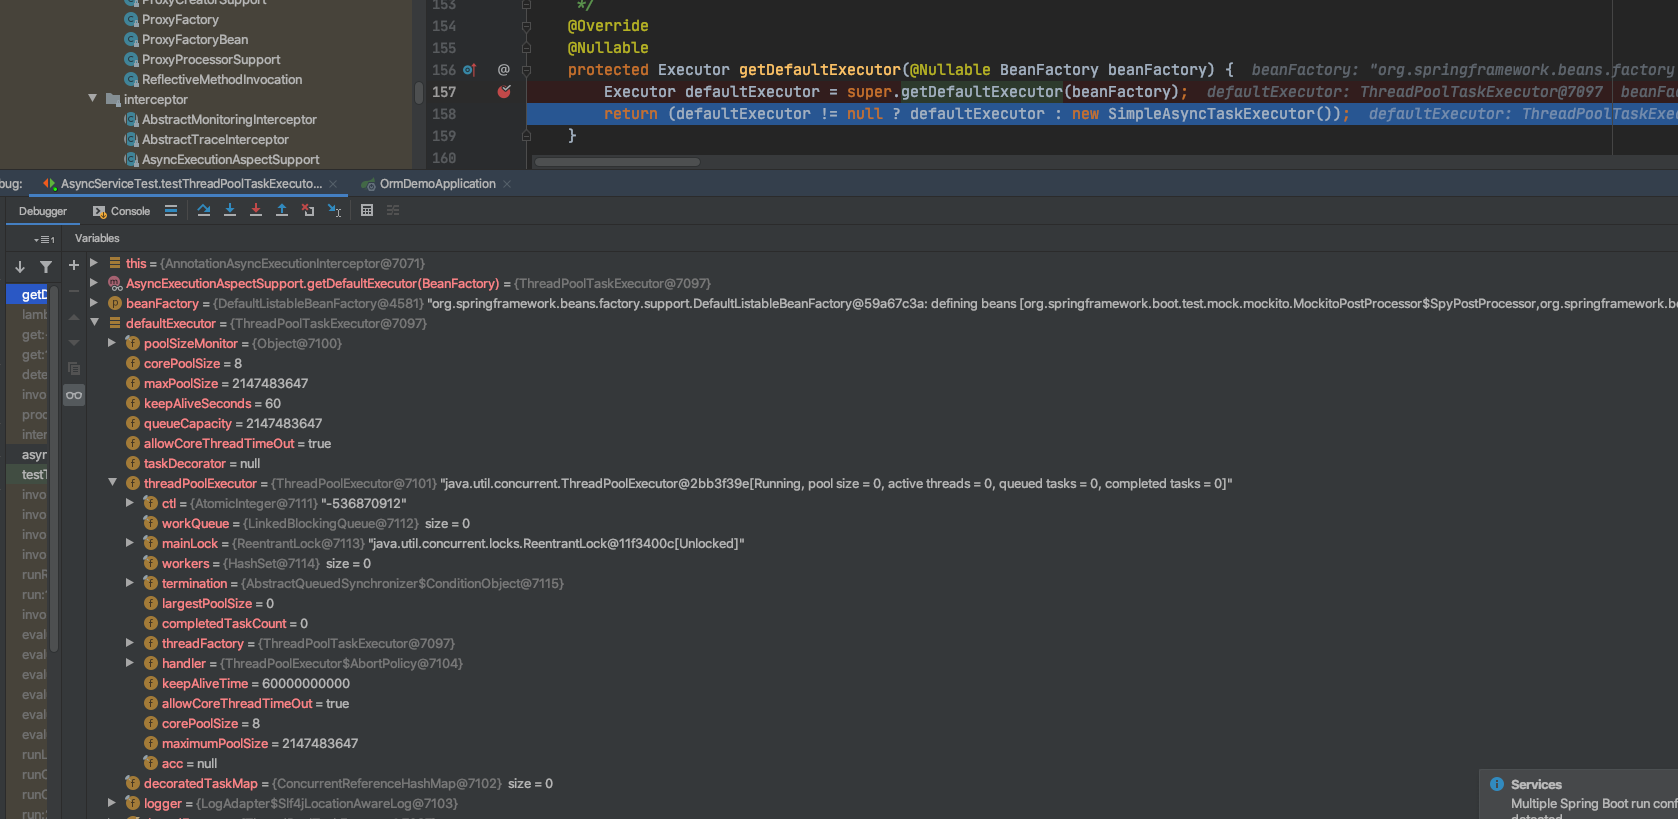 ProxyCreatorSupport
ProxyFactory
ProxyFactoryBean
ProxyProcessorSupport
ReflectiveMethodInvocation
interceptor
AbstractMonitoringInterceptor
AbstractTraceInterceptor
AsyncExecutionAspectSupport
153 */
154 @Override
155 @Nullable
156 @ protected Executor getDefaultExecutor(@Nullable BeanFactory beanFactory) { beanFactory: "org.springframework.beans.factory
157 Executor defaultExecutor = super.getDefaultExecutor(beanFactory); defaultExecutor: ThreadPoolTaskExecutor@7097 beanFac
158 return (defaultExecutor != null ? defaultExecutor : new SimpleAsyncTaskExecutor()); defaultExecutor: ThreadPoolTaskExec
159 }
160
bug: AsyncServiceTest.testThreadPoolTaskExecuto... OrmDemoApplication
Debugger Console
Variables
this = {AnnotationAsyncExecutionInterceptor@7071}
AsyncExecutionAspectSupport.getDefaultExecutor(BeanFactory) = {ThreadPoolTaskExecutor@7097}
beanFactory = {DefaultListableBeanFactory@4581} "org.springframework.beans.factory.support.DefaultListableBeanFactory@59a67c3a: defining beans [org.springframework.boot.test.mock.mockito.MockitoPostProcessor$SpyPostProcessor,org.springframework.b
defaultExecutor = {ThreadPoolTaskExecutor@7097}
poolSizeMonitor = {Object@7100}
corePoolSize = 8
maxPoolSize = 2147483647
keepAliveSeconds = 60
queueCapacity = 2147483647
allowCoreThreadTimeOut = true
taskDecorator = null
threadPoolExecutor = {ThreadPoolExecutor@7101} "java.util.concurrent.ThreadPoolExecutor@2bb3f39e[Running, pool size = 0, active threads = 0, queued tasks = 0, completed tasks = 0]"
ctl = {AtomicInteger@7111} "-536870912"
workQueue = {LinkedBlockingQueue@7112} size = 0
mainLock = {ReentrantLock@7113} "java.util.concurrent.locks.ReentrantLock@11f3400c[Unlocked]"
workers = {HashSet@7114} size = 0
termination = {AbstractQueuedSynchronizer$ConditionObject@7115}
largestPoolSize = 0
completedTaskCount = 0
threadFactory = {ThreadPoolTaskExecutor@7097}
handler = {ThreadPoolExecutor$AbortPolicy@7104}
keepAliveTime = 60000000000
allowCoreThreadTimeOut = true
corePoolSize = 8
maximumPoolSize = 2147483647
acc = null
decoratedTaskMap = {ConcurrentReferenceHashMap@7102} size = 0
logger = {LogAdapter$Slf4jLocationAwareLog@7103}
getD
lamb
get:
get:
dete
invo
proc
inter
asyn
testT
invo
invo
invo
invo
runR
run:
invo
eval
eval
eval
eval
eval
runL
runC
runC
run:
Services
Multiple Spring Boot run conf
detected